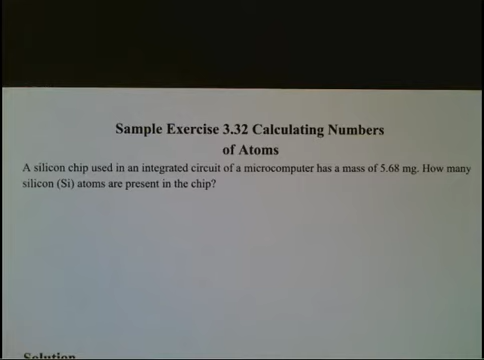 Sample Exercise 3.32 Calculating Numbers
of Atoms
A silicon chip used in an integrated circuit of a microcomputer has a mass of 5.68 mg. How many
silicon (Si) atoms are present in the chip?
Solution